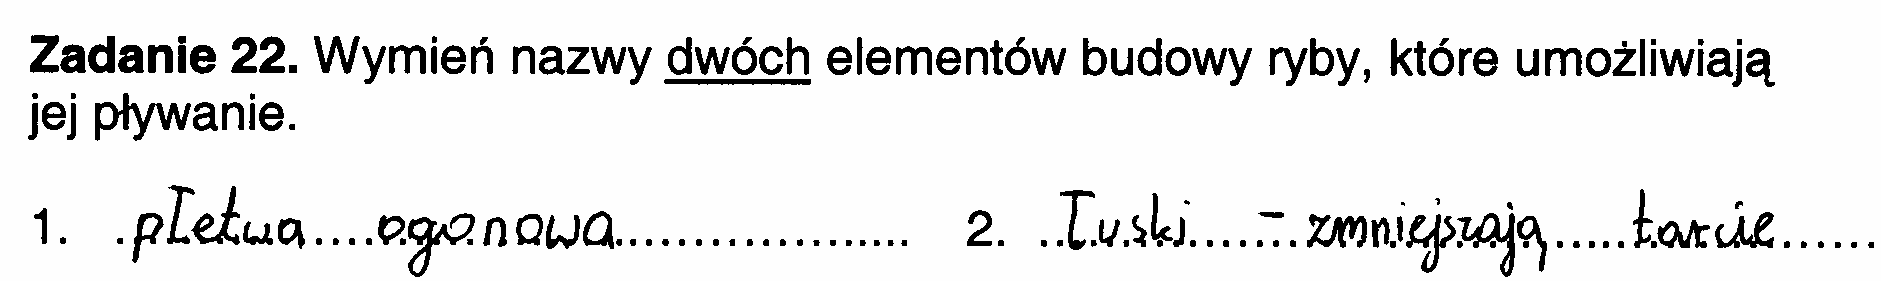 Zadanie 22. Wymień nazwy dwóch elementów budowy ryby, które umożliwiają
jej pływanie.
1. płetwa ogonowa 2. Łuski - zmniejszają tarcie